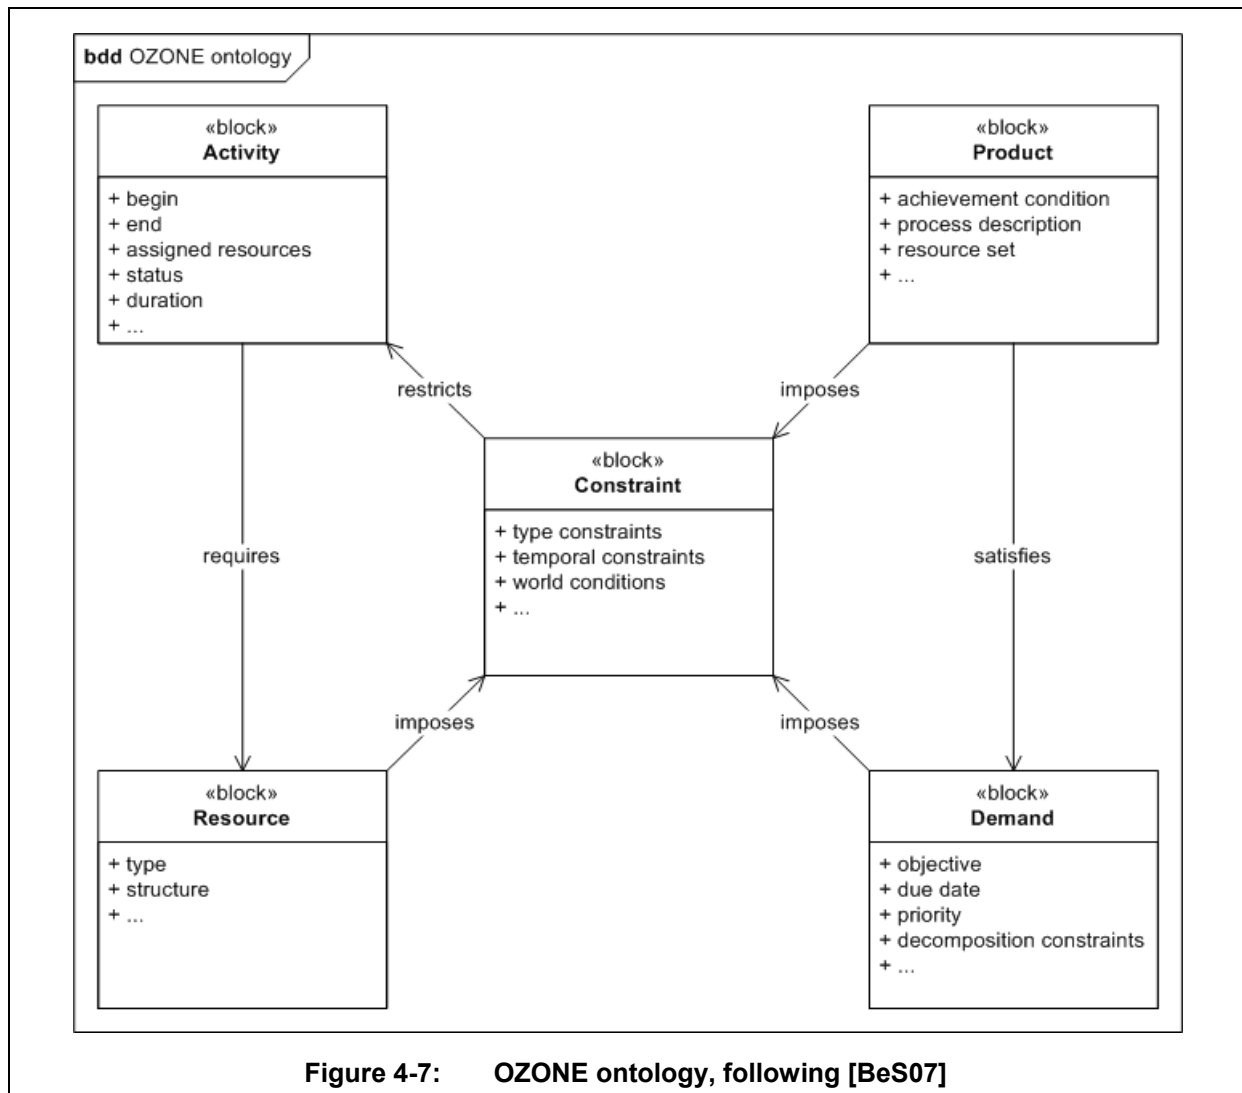 bdd OZONE ontology
«block»
Activity
+ begin
+ end
+ assigned resources
+ status
+ duration
+ ...
«block»
Product
+ achievement condition
+ process description
+ resource set
+ ...
restricts
imposes
«block»
Constraint
+ type constraints
+ temporal constraints
+ world conditions
+ ...
requires
satisfies
imposes
imposes
«block»
Resource
+ type
+ structure
+ ...
«block»
Demand
+ objective
+ due date
+ priority
+ decomposition constraints
+ ...
Figure 4-7: OZONE ontology, following [BeS07]